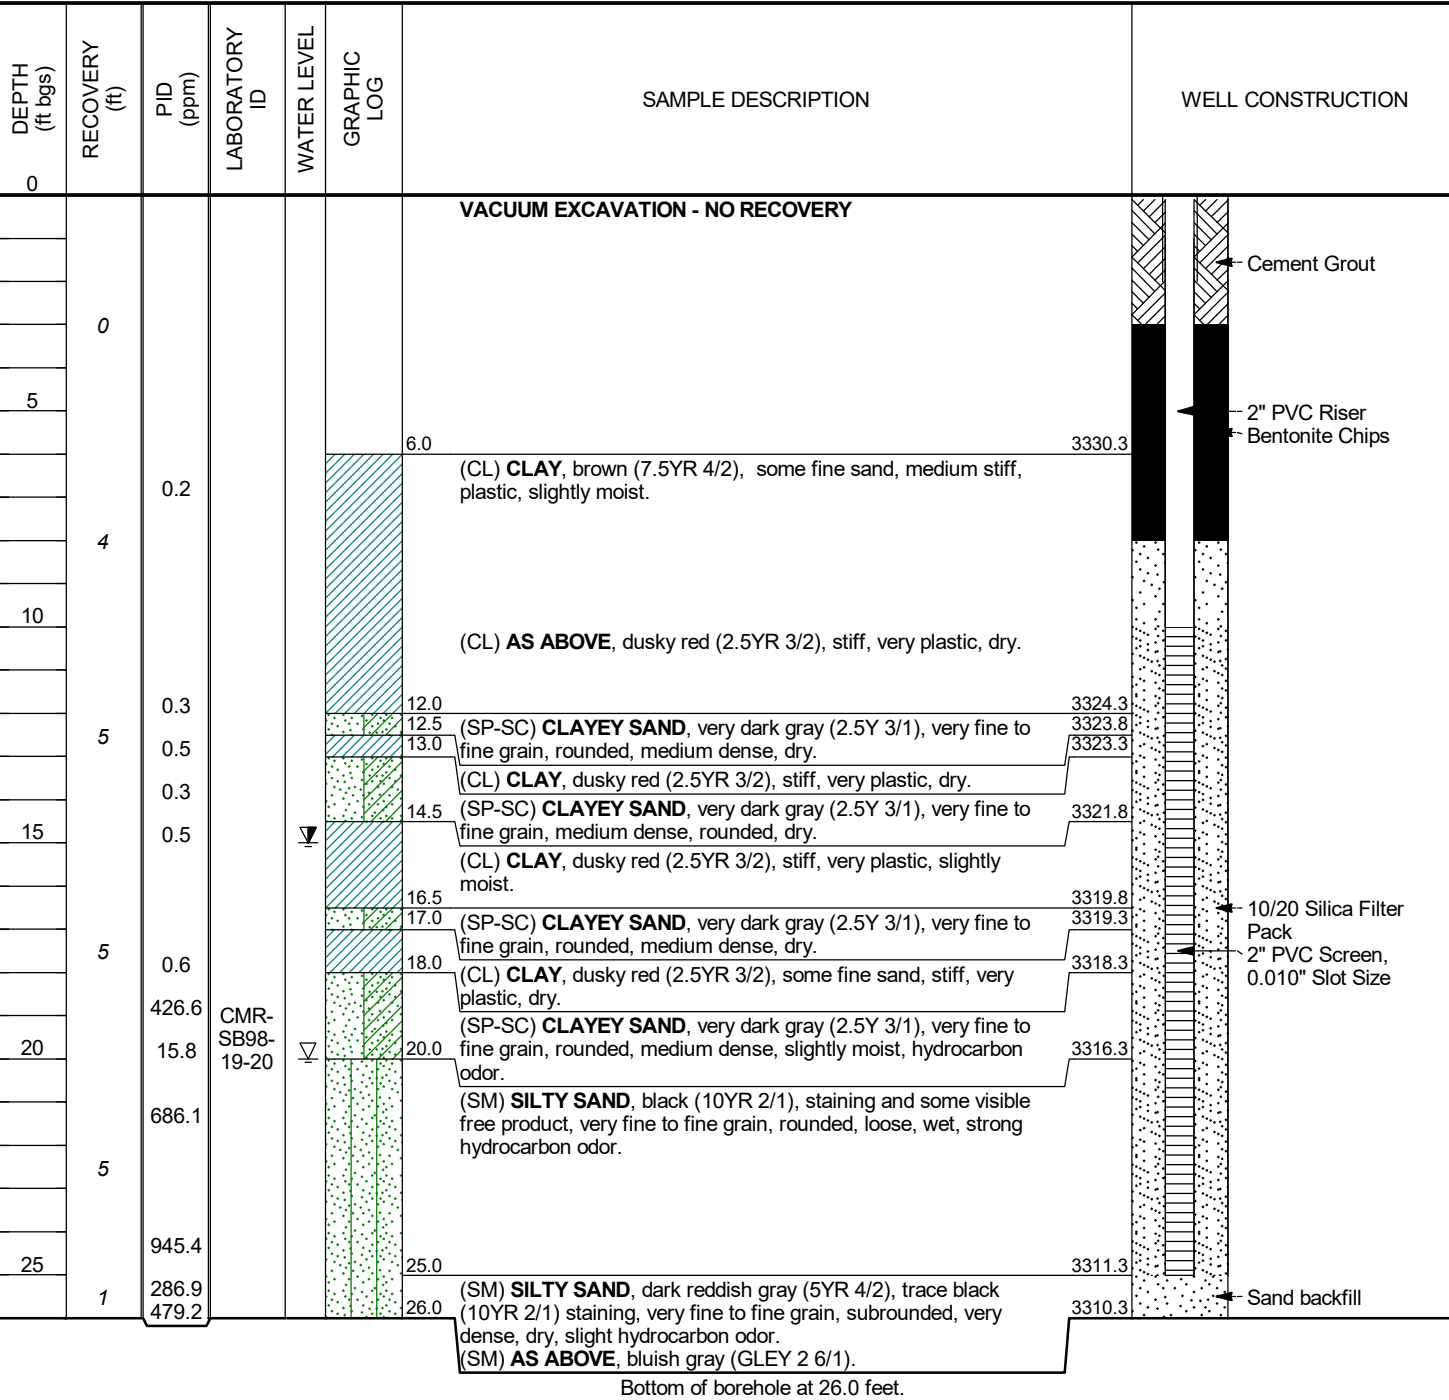 DEPTH
(ft bgs)
RECOVERY
(ft)
PID
(ppm)
LABORATORY
ID
WATER LEVEL
GRAPHIC
LOG
SAMPLE DESCRIPTION
WELL CONSTRUCTION
0
VACUUM EXCAVATION - NO RECOVERY
Cement Grout
0
5
2" PVC Riser
Bentonite Chips
6.0
3330.3
(CL) CLAY, brown (7.5YR 4/2), some fine sand, medium stiff,
plastic, slightly moist.
0.2
4
10
(CL) AS ABOVE, dusky red (2.5YR 3/2), stiff, very plastic, dry.
0.3
12.0
3324.3
12.5
(SP-SC) CLAYEY SAND, very dark gray (2.5Y 3/1), very fine to
fine grain, rounded, medium dense, dry.
3323.8
5
0.5
13.0
3323.3
(CL) CLAY, dusky red (2.5YR 3/2), stiff, very plastic, dry.
0.3
14.5
(SP-SC) CLAYEY SAND, very dark gray (2.5Y 3/1), very fine to
fine grain, medium dense, rounded, dry.
3321.8
15
0.5
(CL) CLAY, dusky red (2.5YR 3/2), stiff, very plastic, slightly
moist.
16.5
3319.8
17.0
(SP-SC) CLAYEY SAND, very dark gray (2.5Y 3/1), very fine to
fine grain, rounded, medium dense, dry.
3319.3
10/20 Silica Filter
Pack
2" PVC Screen,
0.010" Slot Size
5
0.6
18.0
3318.3
(CL) CLAY, dusky red (2.5YR 3/2), some fine sand, stiff, very
plastic, dry.
426.6
CMR-
SB98-
19-20
(SP-SC) CLAYEY SAND, very dark gray (2.5Y 3/1), very fine to
fine grain, rounded, medium dense, slightly moist, hydrocarbon
odor.
20
15.8
20.0
3316.3
(SM) SILTY SAND, black (10YR 2/1), staining and some visible
free product, very fine to fine grain, rounded, loose, wet, strong
hydrocarbon odor.
686.1
5
945.4
25
25.0
3311.3
286.9
(SM) SILTY SAND, dark reddish gray (5YR 4/2), trace black
(10YR 2/1) staining, very fine to fine grain, subrounded, very
dense, dry, slight hydrocarbon odor.
1
479.2
26.0
3310.3
Sand backfill
(SM) AS ABOVE, bluish gray (GLEY 2 6/1).
Bottom of borehole at 26.0 feet.